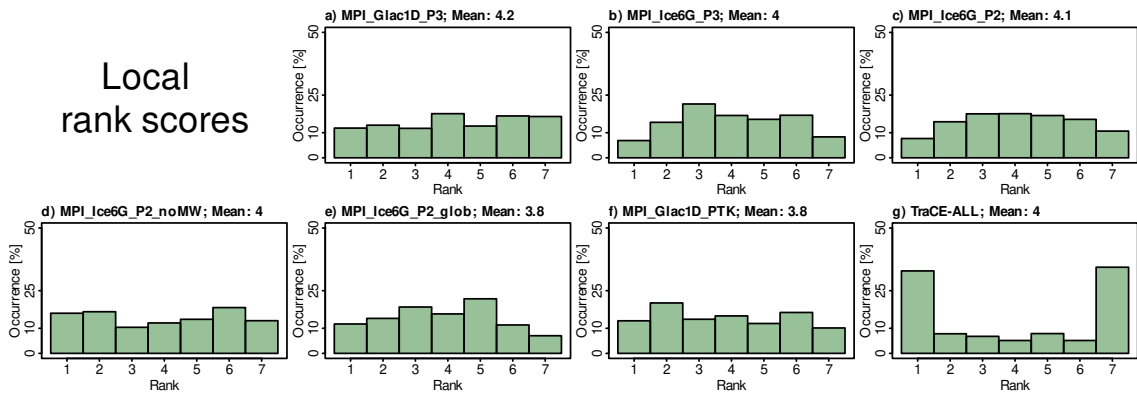 Local
rank scores
a) MPI_Glac1D_P3; Mean: 4.2
Occurrence [%]
50
25
10
0
1 2 3 4 5 6 7
Rank
b) MPI_Ice6G_P3; Mean: 4
Occurrence [%]
50
25
10
0
1 2 3 4 5 6 7
Rank
c) MPI_Ice6G_P2; Mean: 4.1
Occurrence [%]
50
25
10
0
1 2 3 4 5 6 7
Rank
d) MPI_Ice6G_P2_noMW; Mean: 4
Occurrence [%]
50
25
10
0
1 2 3 4 5 6 7
Rank
e) MPI_Ice6G_P2_glob; Mean: 3.8
Occurrence [%]
50
25
10
0
1 2 3 4 5 6 7
Rank
f) MPI_Glac1D_PTK; Mean: 3.8
Occurrence [%]
50
25
10
0
1 2 3 4 5 6 7
Rank
g) TraCE-ALL; Mean: 4
Occurrence [%]
50
25
10
0
1 2 3 4 5 6 7
Rank